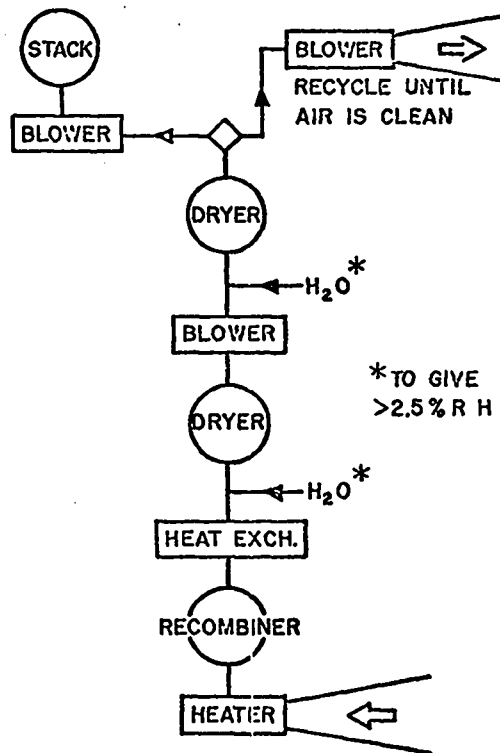 STACK
BLOWER
RECYCLE UNTIL
AIR IS CLEAN
BLOWER
DRYER
H₂O*
BLOWER
*TO GIVE
>2.5% R H
DRYER
H₂O*
HEAT EXCH.
RECOMBINER
HEATER